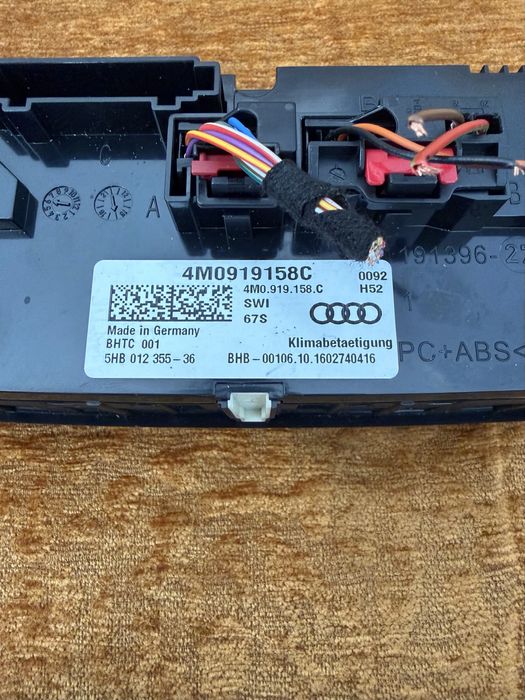 C
A
B
191396-2
4M0919158C
0092
4M0.919.158.C
H52
SWI
67S
Made in Germany
BHTC 001
Klimabetaetigung
5HB 012 355-36
BHB-00106.10.1602740416
PC+ABS<